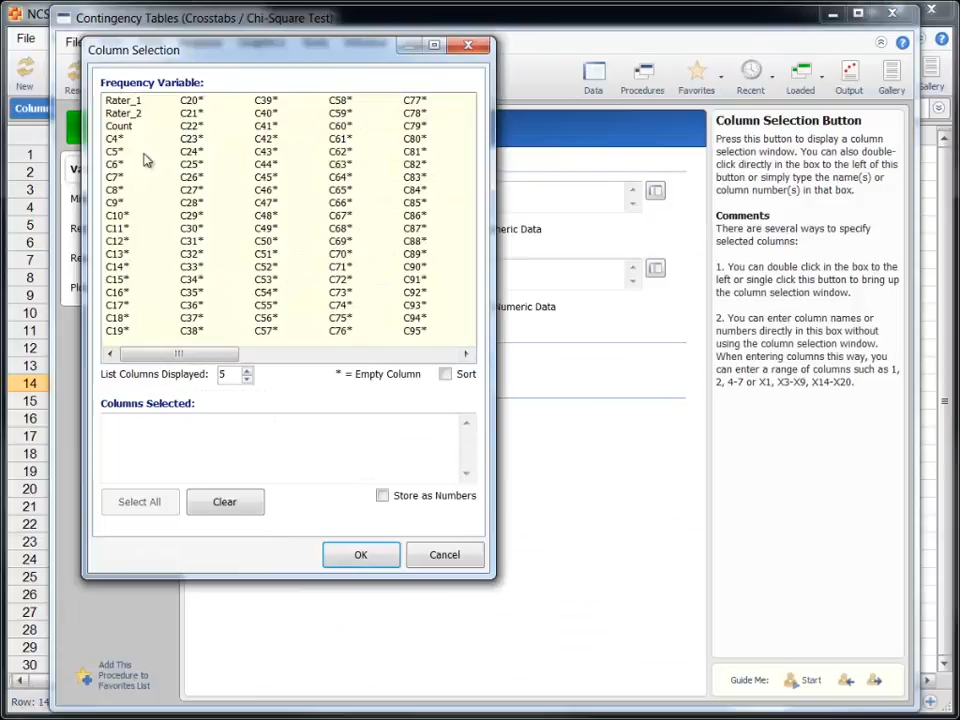 NCS
Contingency Tables (Crosstabs / Chi-Square Test)
File
New
Column
Data
Procedures
Favorites
Recent
Loaded
Output
Gallery
Column Selection
Frequency Variable:
Rater_1 C20* C39* C58* C77*
Rater_2 C21* C40* C59* C78*
Count C22* C41* C60* C79*
C4* C23* C42* C61* C80
C5* C24* C43* C62* C81*
C6* C25* C44* C63* C82*
C7* C26* C45* C64* C83*
C8* C27* C46* C65* C84*
C9* C28* C47* C66* C85*
C10* C29* C48* C67* C86*
C11* C30* C49* C68* C87*
C12* C31* C50* C69* C88*
C13* C32* C51* C70* C89*
C14* C33* C52* C71* C90*
C15* C34* C53* C72* C91*
C16* C35* C54* C73* C92*
C17* C36* C55* C74* C93*
C18* C37* C56* C75* C94*
C19* C38* C57* C76* C95*
List Columns Displayed: 5
* = Empty Column
Sort
Columns Selected:
Select All
Clear
Store as Numbers
OK
Cancel
Numeric Data
Column Selection Button
Press this button to display a column
selection window. You can also double-
click directly in the box to the left of this
button or simply type the name(s) or
column number(s) in that box.
Comments
There are several ways to specify
selected columns:
1. You can double click in the box to the
left or single click this button to bring up
the column selection window.
2. You can enter column names or
numbers directly in this box without
using the column selection window.
When entering columns this way, you
can enter a range of columns such as 1,
2, 4-7 or X1, X3-X9, X14-X20.
1
2
3
4
5
6
7
8
9
10
11
12
13
14
15
16
17
18
19
20
21
22
23
24
25
26
27
28
29
30
Add This
Procedure to
Favorites List
Guide Me:
Start
Row: 14